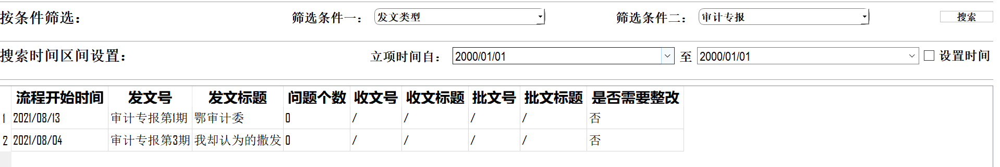 按条件筛选： 筛选条件一： 发文类型 筛选条件二： 审计专报 搜索
搜索时间区间设置： 立项时间自： 2000/01/01 至 2000/01/01 设置时间
流程开始时间 发文号 发文标题 问题个数 收文号 收文标题 批文号 批文标题 是否需要整改
1 2021/08/13 审计专报第1期 鄂审计委 0 / / / / 否
2 2021/08/04 审计专报第3期 我却认为的撒发 0 / / / / 否